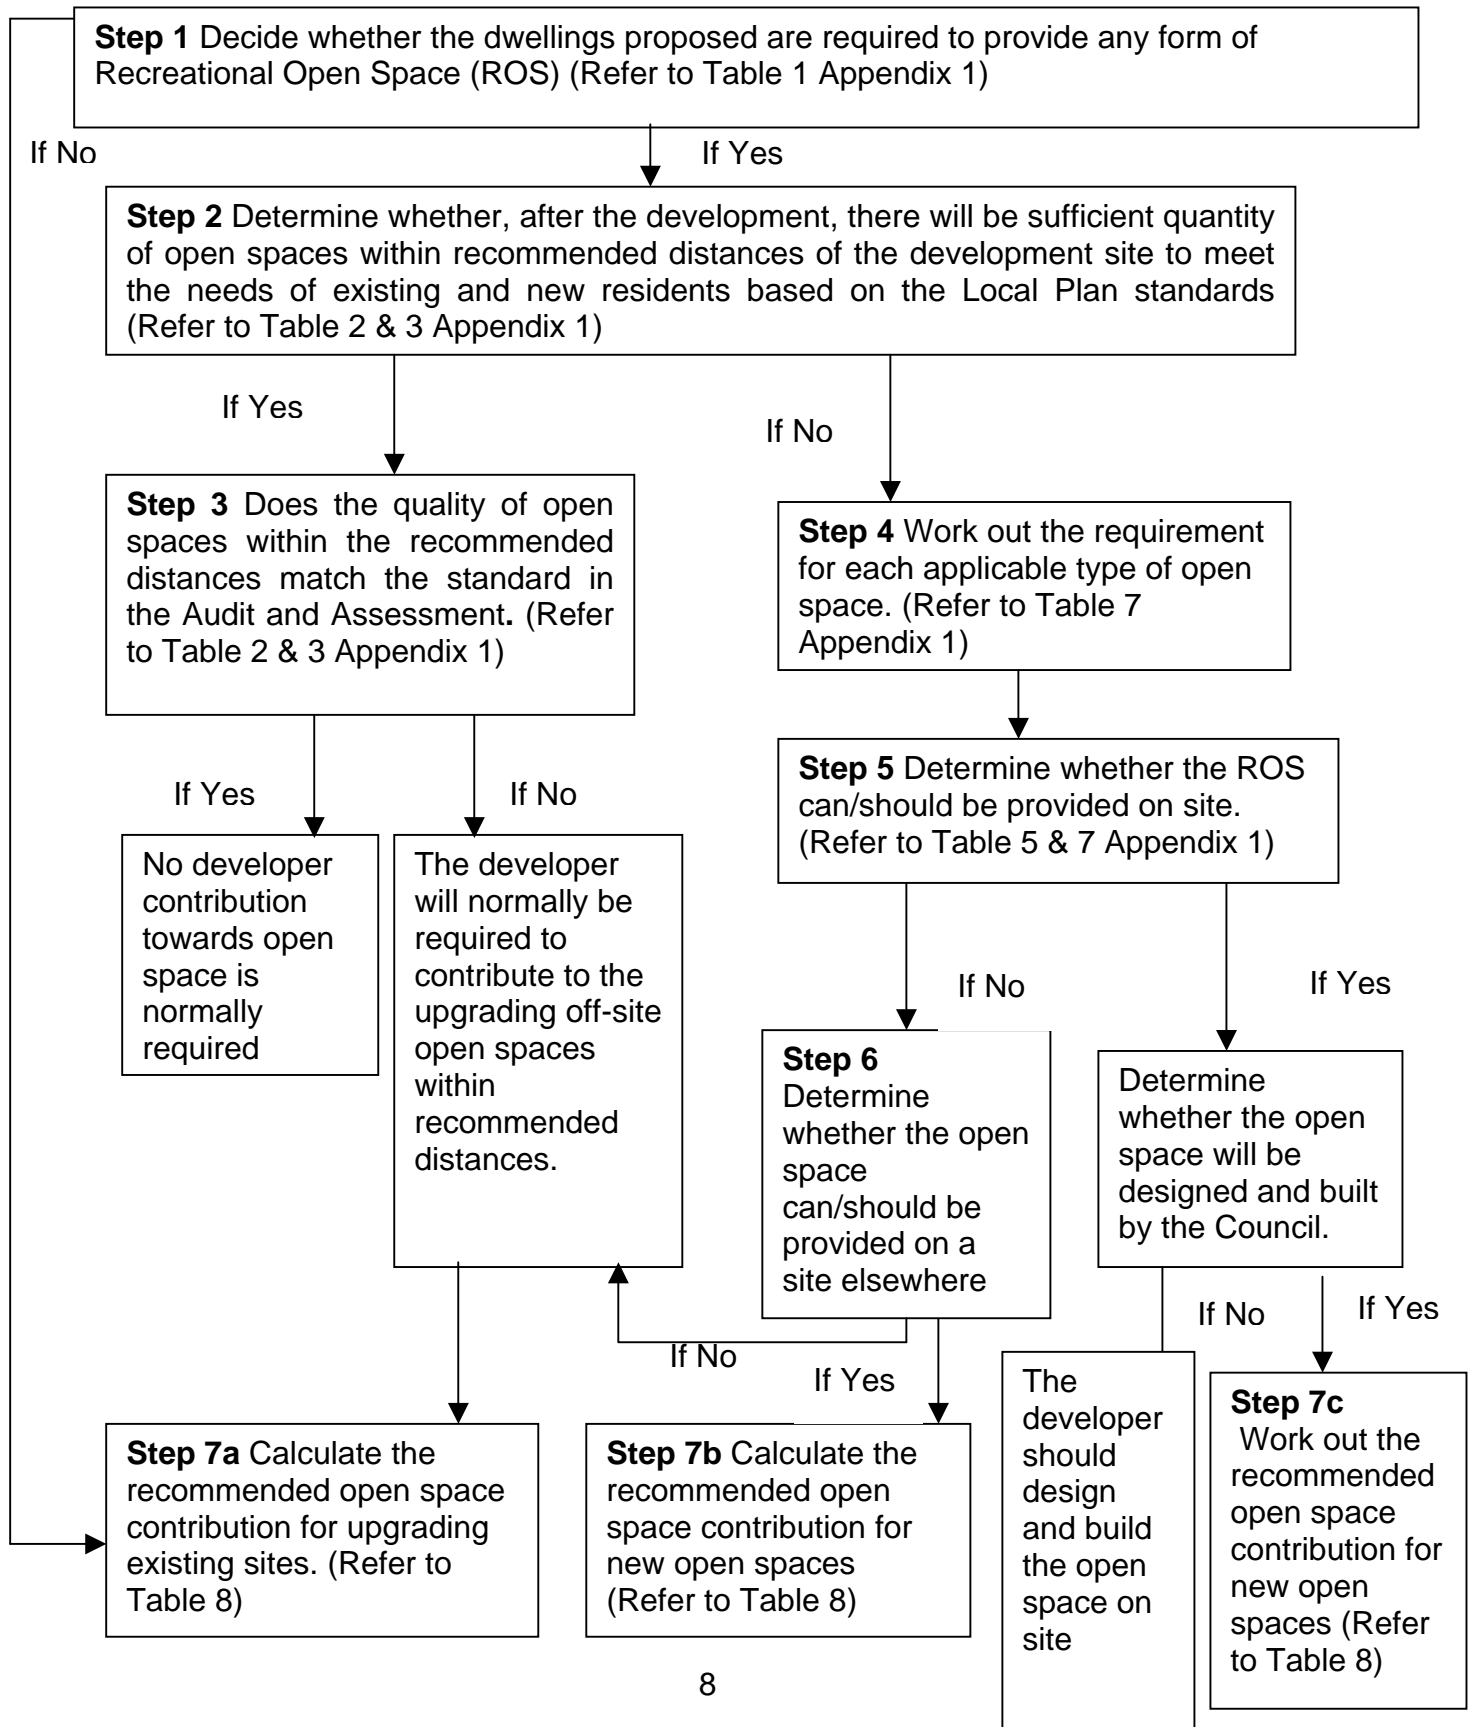 Step 1 Decide whether the dwellings proposed are required to provide any form of
Recreational Open Space (ROS) (Refer to Table 1 Appendix 1)
If No
If Yes
Step 2 Determine whether, after the development, there will be sufficient quantity
of open spaces within recommended distances of the development site to meet
the needs of existing and new residents based on the Local Plan standards
(Refer to Table 2 & 3 Appendix 1)
If Yes
If No
Step 3 Does the quality of open
spaces within the recommended
distances match the standard in
the Audit and Assessment. (Refer
to Table 2 & 3 Appendix 1)
Step 4 Work out the requirement
for each applicable type of open
space. (Refer to Table 7
Appendix 1)
Step 5 Determine whether the ROS
can/should be provided on site.
(Refer to Table 5 & 7 Appendix 1)
If Yes
If No
No developer
contribution
towards open
space is
normally
required
The developer
will normally be
required to
contribute to the
upgrading off-site
open spaces
within
recommended
distances.
If No
If Yes
Step 6
Determine
whether the open
space
can/should be
provided on a
site elsewhere
Determine
whether the open
space will be
designed and built
by the Council.
If No
If Yes
If No
If Yes
Step 7a Calculate the
recommended open space
contribution for upgrading
existing sites. (Refer to
Table 8)
Step 7b Calculate the
recommended open
space contribution for
new open spaces
(Refer to Table 8)
The
developer
should
design
and build
the open
space on
site
Step 7c
Work out the
recommended
open space
contribution for
new open
spaces (Refer
to Table 8)
8